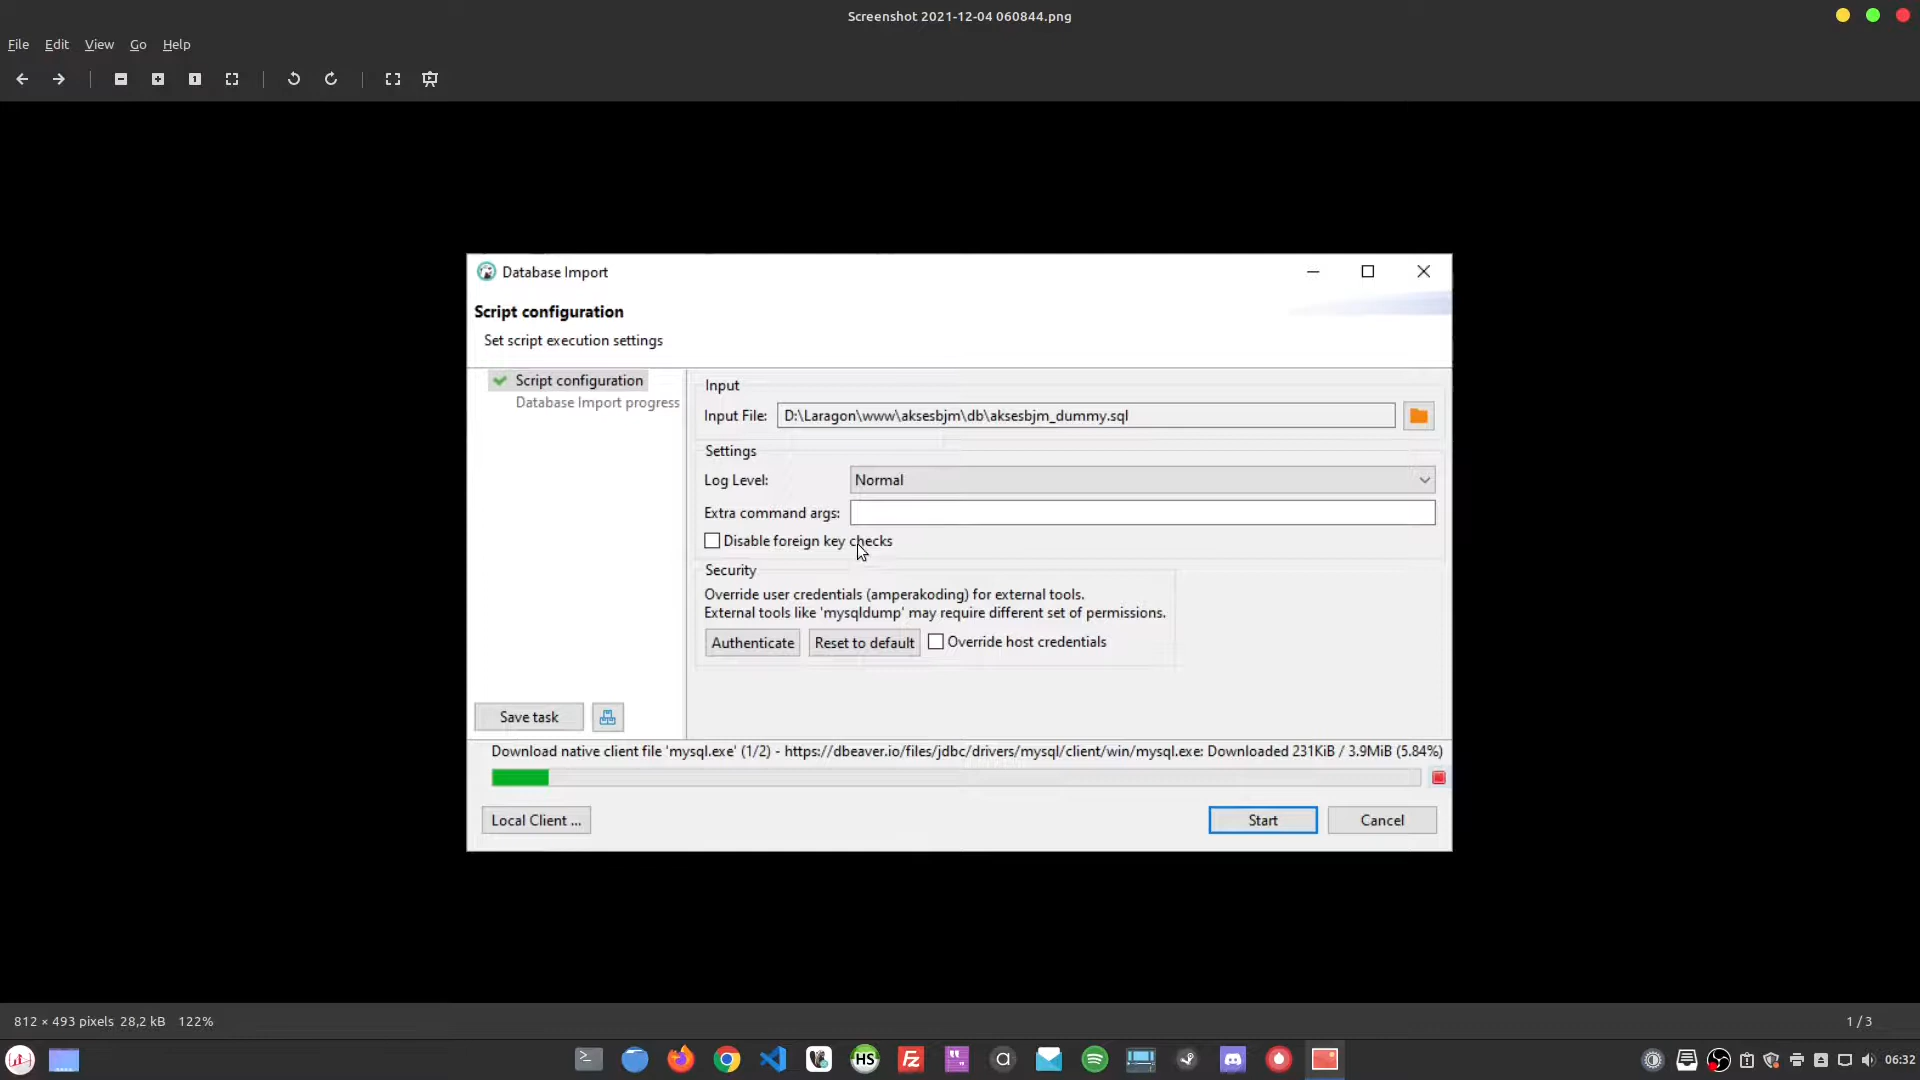 Screenshot 2021-12-04 060844.png
File Edit View Go Help
Database Import
Script configuration
Set script execution settings
Script configuration
Database Import progress
Input
Input File: D:\Laragon\www\aksesbjm\db\aksesbjm_dummy.sql
Settings
Log Level: Normal
Extra command args:
Disable foreign key checks
Security
Override user credentials (amperakoding) for external tools.
External tools like 'mysqldump' may require different set of permissions.
Authenticate Reset to default Override host credentials
Save task
Download native client file 'mysql.exe' (1/2) - https://dbeaver.io/files/jdbc/drivers/mysql/client/win/mysql.exe: Downloaded 231KiB / 3.9MiB (5.84%)
Local Client ... Start Cancel
812 × 493 pixels 28,2 kB 122% 1 / 3
HS
FZ
a
06:32